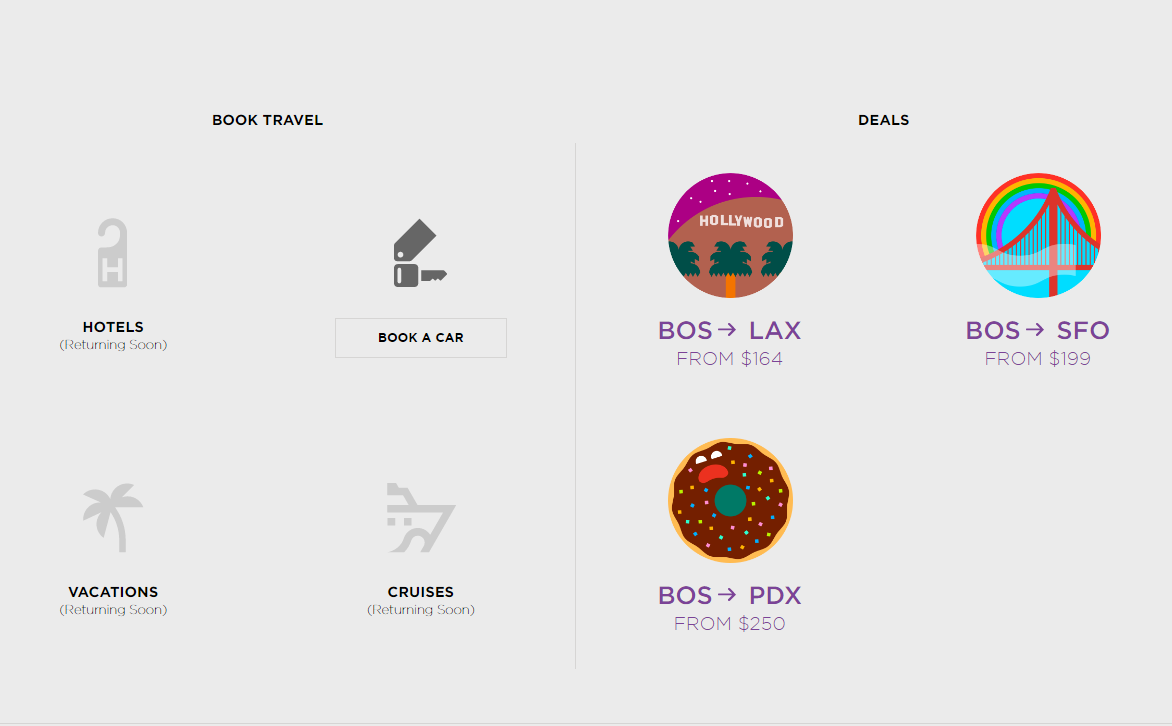 BOOK TRAVEL
H
HOTELS
(Returning Soon)
BOOK A CAR
VACATIONS
(Returning Soon)
CRUISES
(Returning Soon)
DEALS
HOLLYWOOD
BOS→ LAX
FROM $164
BOS→ SFO
FROM $199
BOS→ PDX
FROM $250